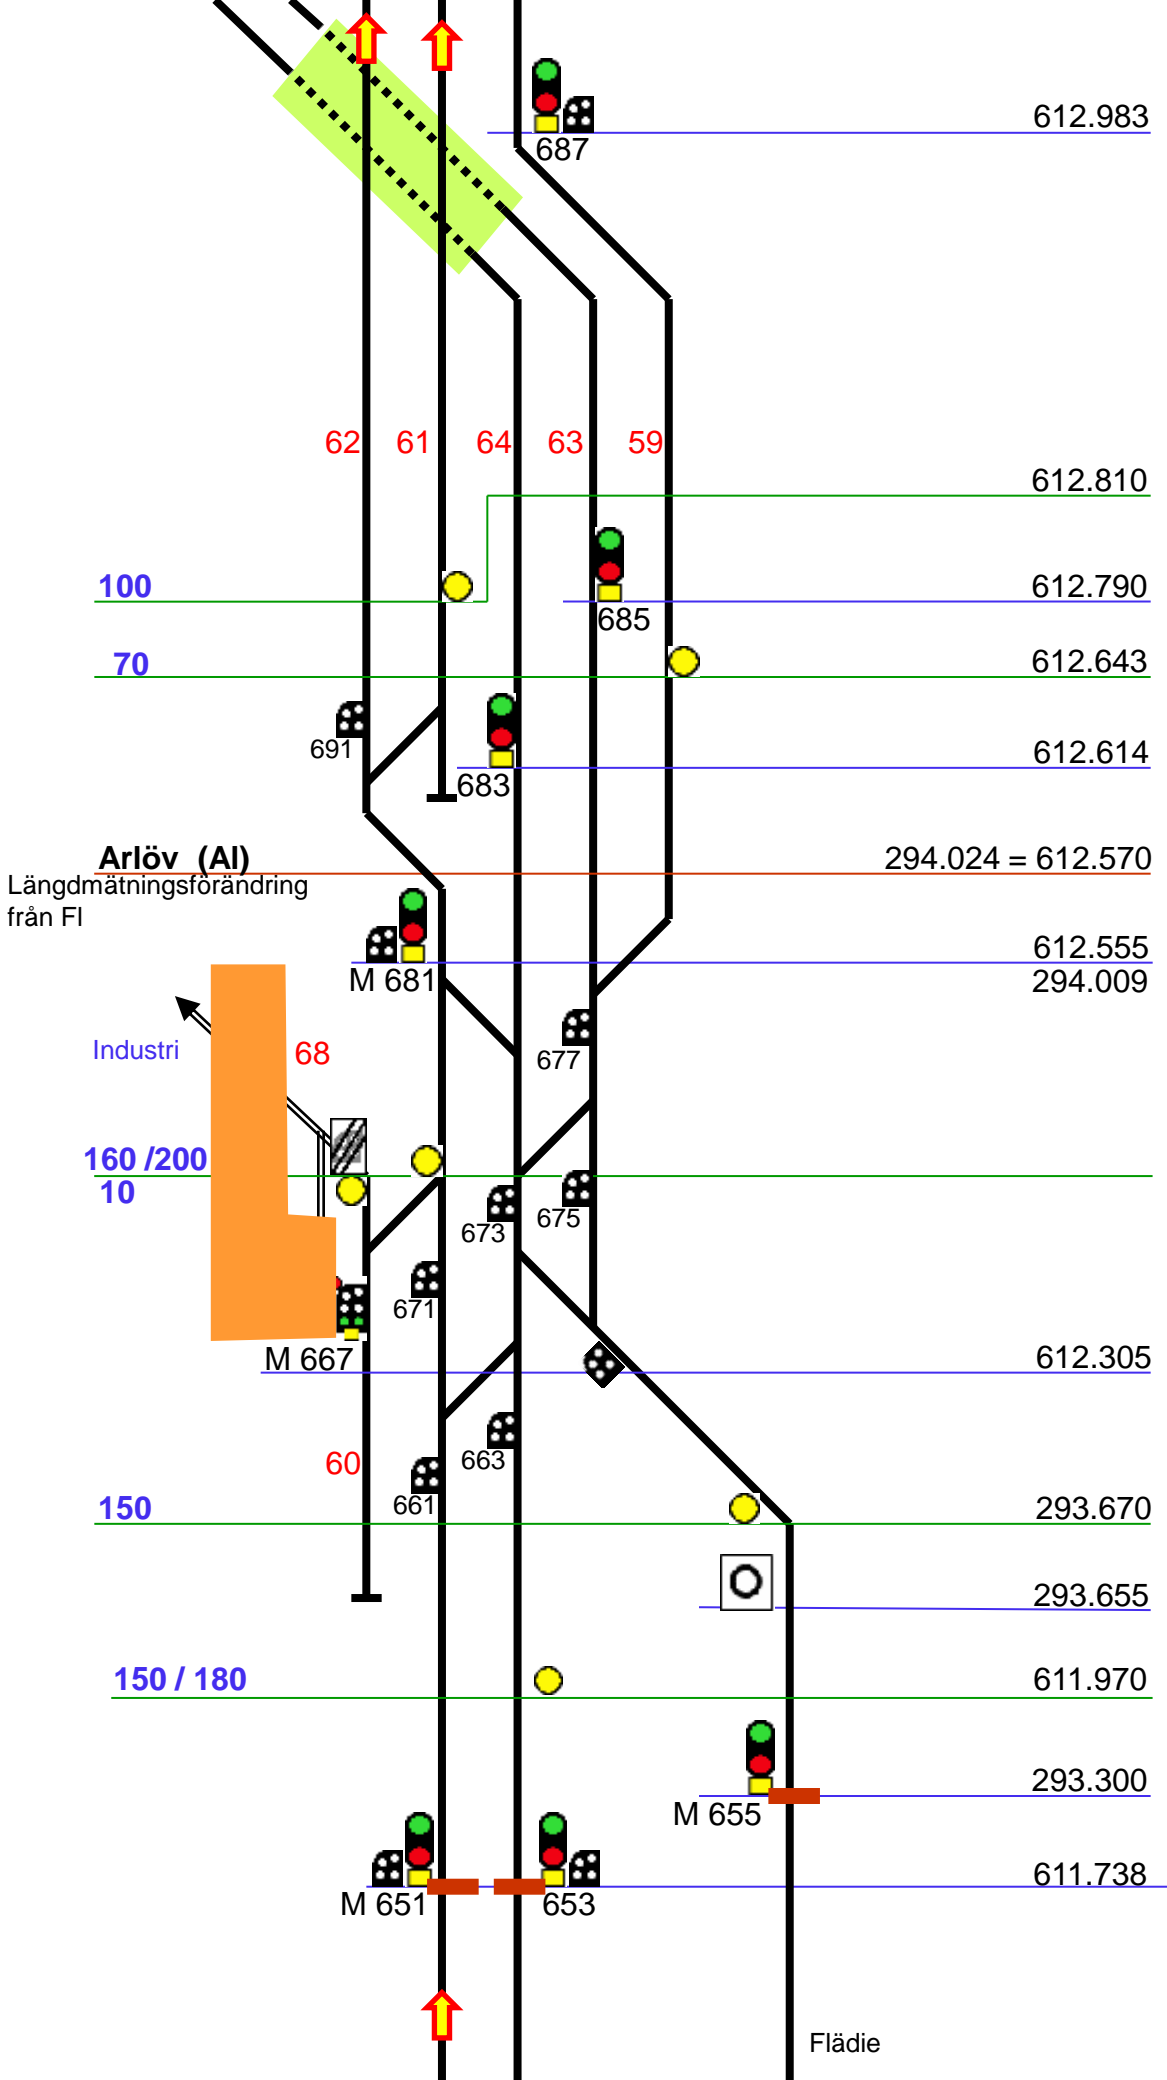 612.983
687
62 61 64 63 59
612.810
100
612.790
685
70
612.643
691
612.614
683
Arlöv (Al)
294.024 = 612.570
Längdmätningsförändring
från Fl
612.555
M 681
294.009
Industri
68
677
160 /200
10
673
675
671
M 667
612.305
60
663
661
150
293.670
293.655
150 / 180
611.970
293.300
M 655
611.738
M 651
653
Flädie